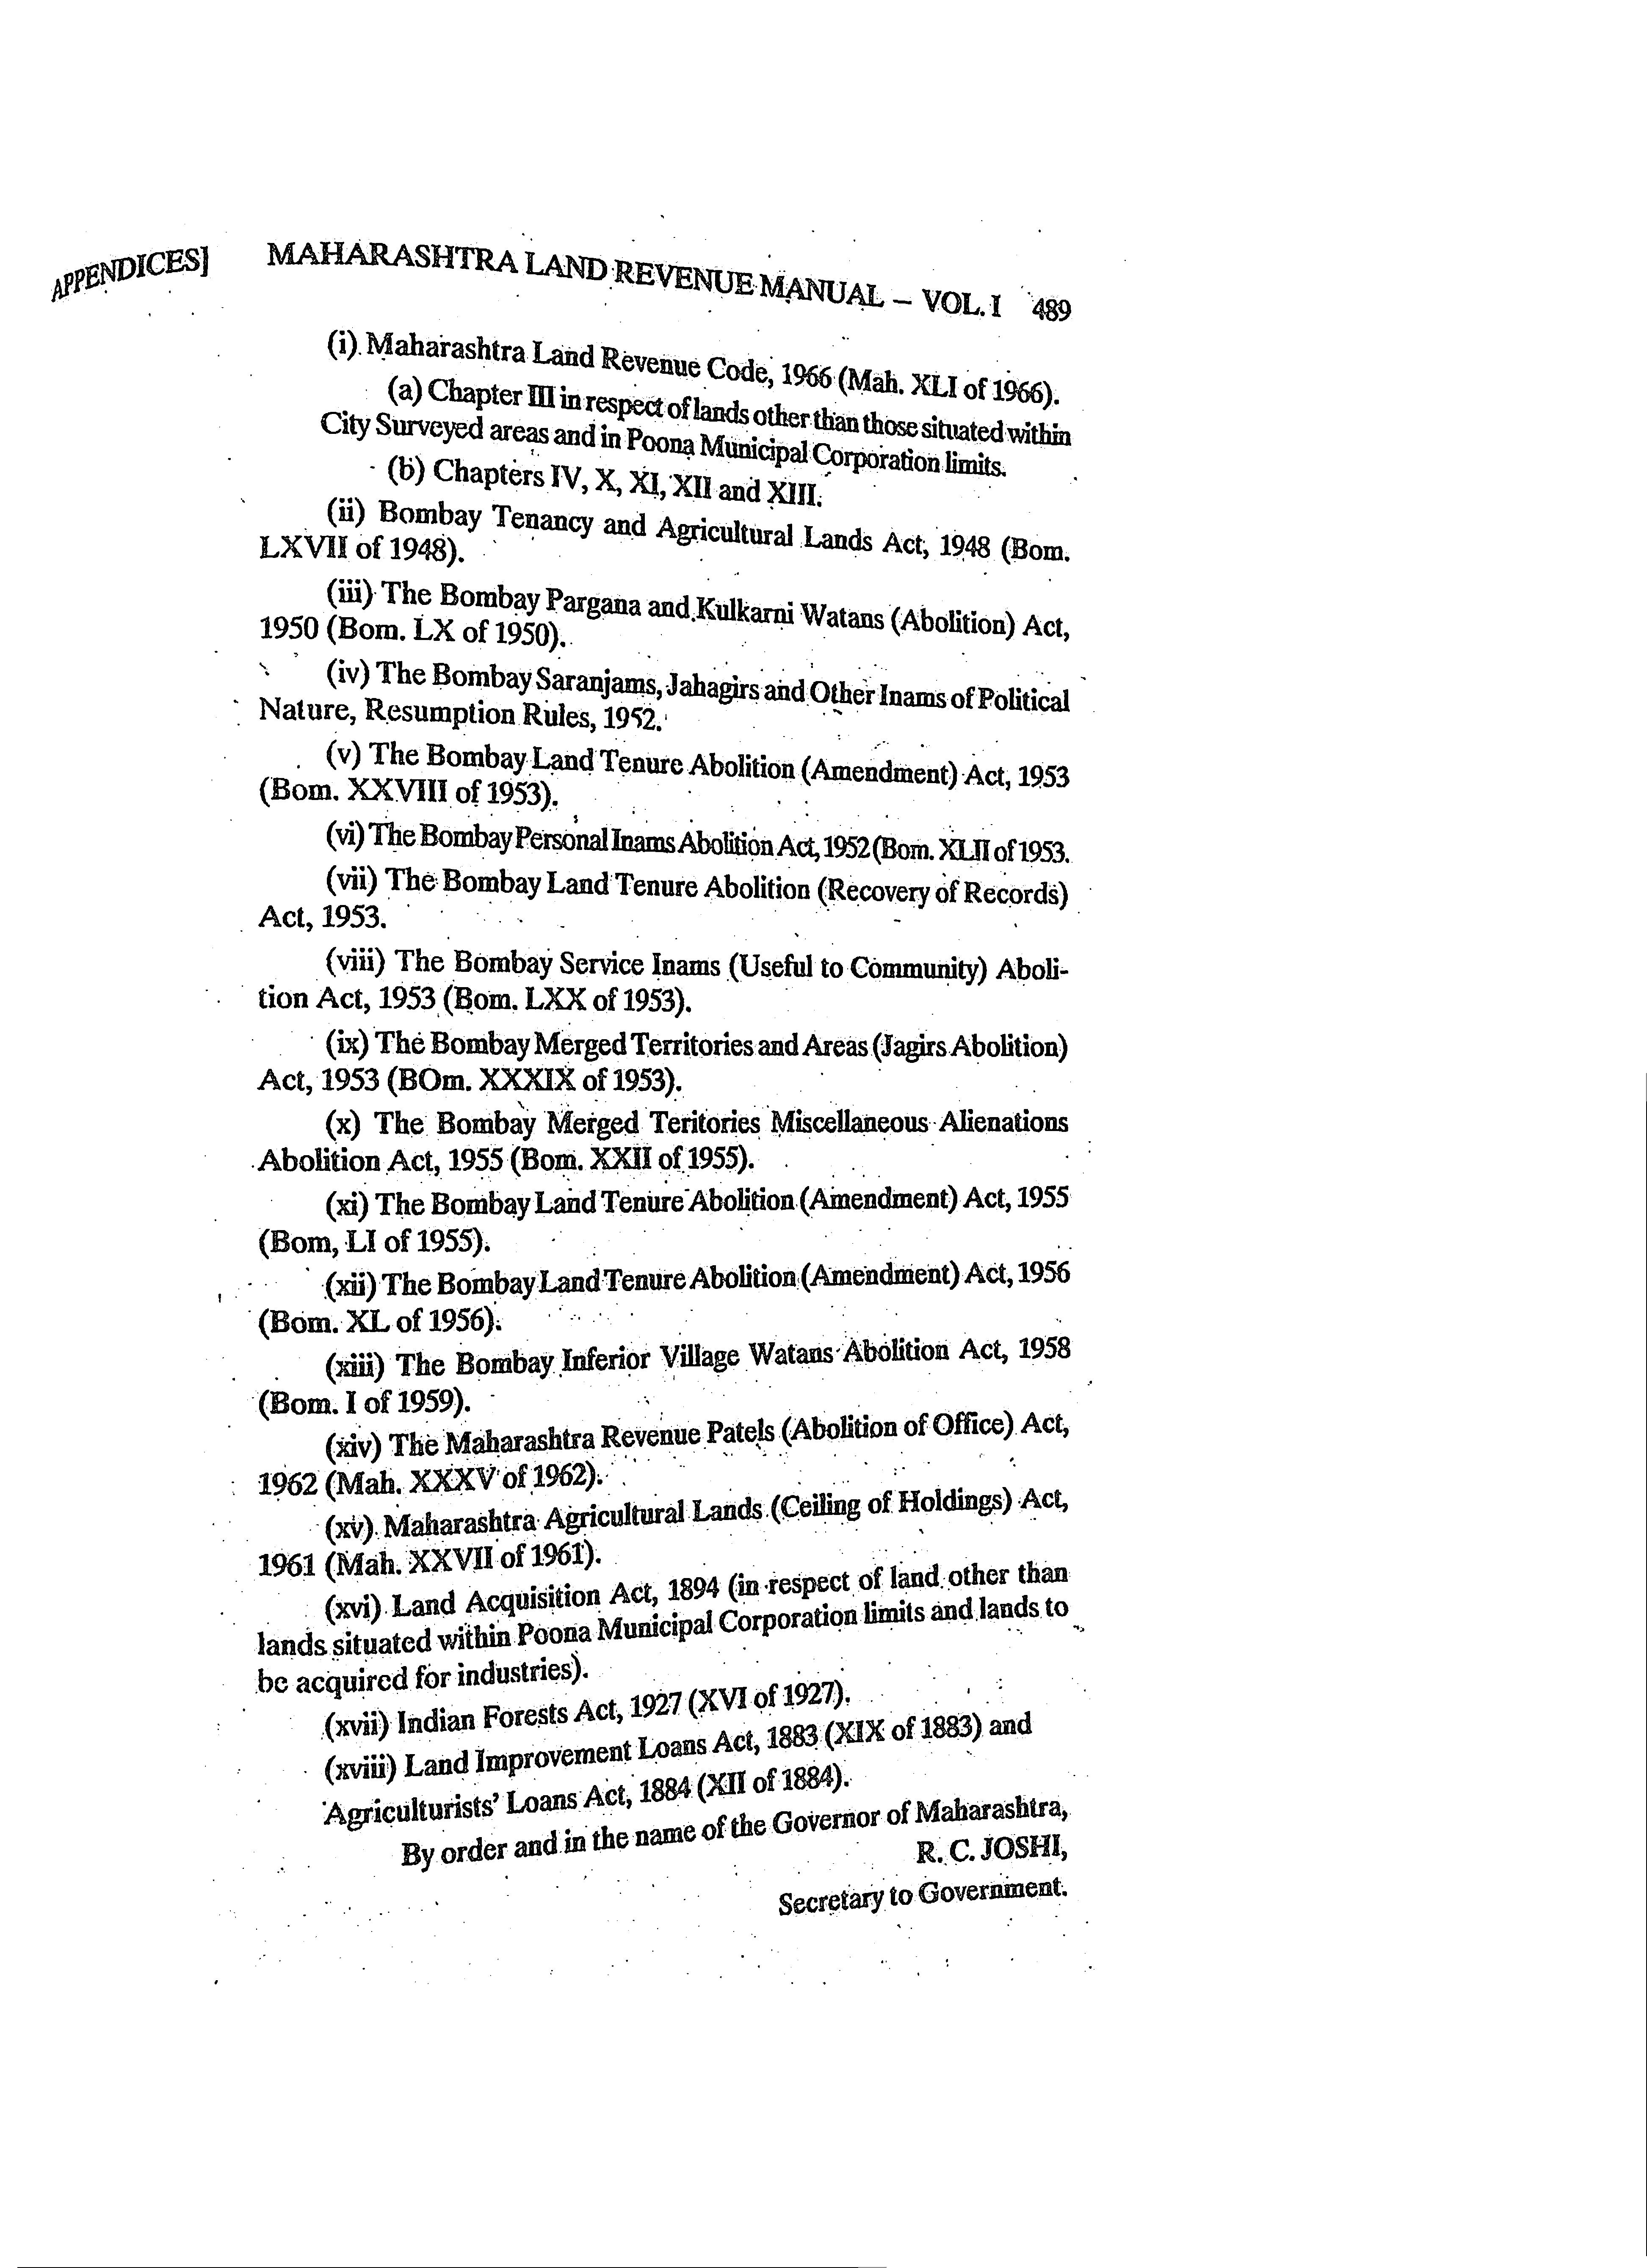 APPENDICES] MAHARASHTRA LAND REVENUE MANUAL – VOL. I 489
(i) Maharashtra Land Revenue Code, 1966 (Mah. XLI of 1966).
(a) Chapter III in respect of lands other than those situated within
City Surveyed areas and in Poona Municipal Corporation limits.
(b) Chapters IV, X, XI, XII and XIII.
(ii) Bombay Tenancy and Agricultural Lands Act, 1948 (Bom.
LXVII of 1948).
(iii) The Bombay Pargana and Kulkarni Watans (Abolition) Act,
1950 (Bom. LX of 1950).
(iv) The Bombay Saranjams, Jahagirs and Other Inams of Political
Nature, Resumption Rules, 1952.
(v) The Bombay Land Tenure Abolition (Amendment) Act, 1953
(Bom. XXVIII of 1953).
(vi) The Bombay Personal Inams Abolition Act, 1952 (Bom. XLII of 1953.
(vii) The Bombay Land Tenure Abolition (Recovery of Records)
Act, 1953.
(viii) The Bombay Service Inams (Useful to Community) Aboli-
tion Act, 1953 (Bom. LXX of 1953).
(ix) The Bombay Merged Territories and Areas (Jagirs Abolition)
Act, 1953 (BOm. XXXIX of 1953).
(x) The Bombay Merged Teritories Miscellaneous Alienations
Abolition Act, 1955 (Bom. XXII of 1955).
(xi) The Bombay Land Tenure Abolition (Amendment) Act, 1955
(Bom, LI of 1955).
(xii) The Bombay Land Tenure Abolition (Amendment) Act, 1956
(Bom. XL of 1956).
(xiii) The Bombay Inferior Village Watans Abolition Act, 1958
(Bom. I of 1959).
(xiv) The Maharashtra Revenue Patels (Abolition of Office) Act,
1962 (Mah. XXXV of 1962).
(xv) Maharashtra Agricultural Lands (Ceiling of Holdings) Act,
1961 (Mah. XXVII of 1961).
(xvi) Land Acquisition Act, 1894 (in respect of land other than
lands situated within Poona Municipal Corporation limits and lands to
be acquired for industries).
(xvii) Indian Forests Act, 1927 (XVI of 1927).
(xviii) Land Improvement Loans Act, 1883 (XIX of 1883) and
Agriculturists' Loans Act, 1884 (XII of 1884).
By order and in the name of the Governor of Maharashtra,
R. C. JOSHI,
Secretary to Government.